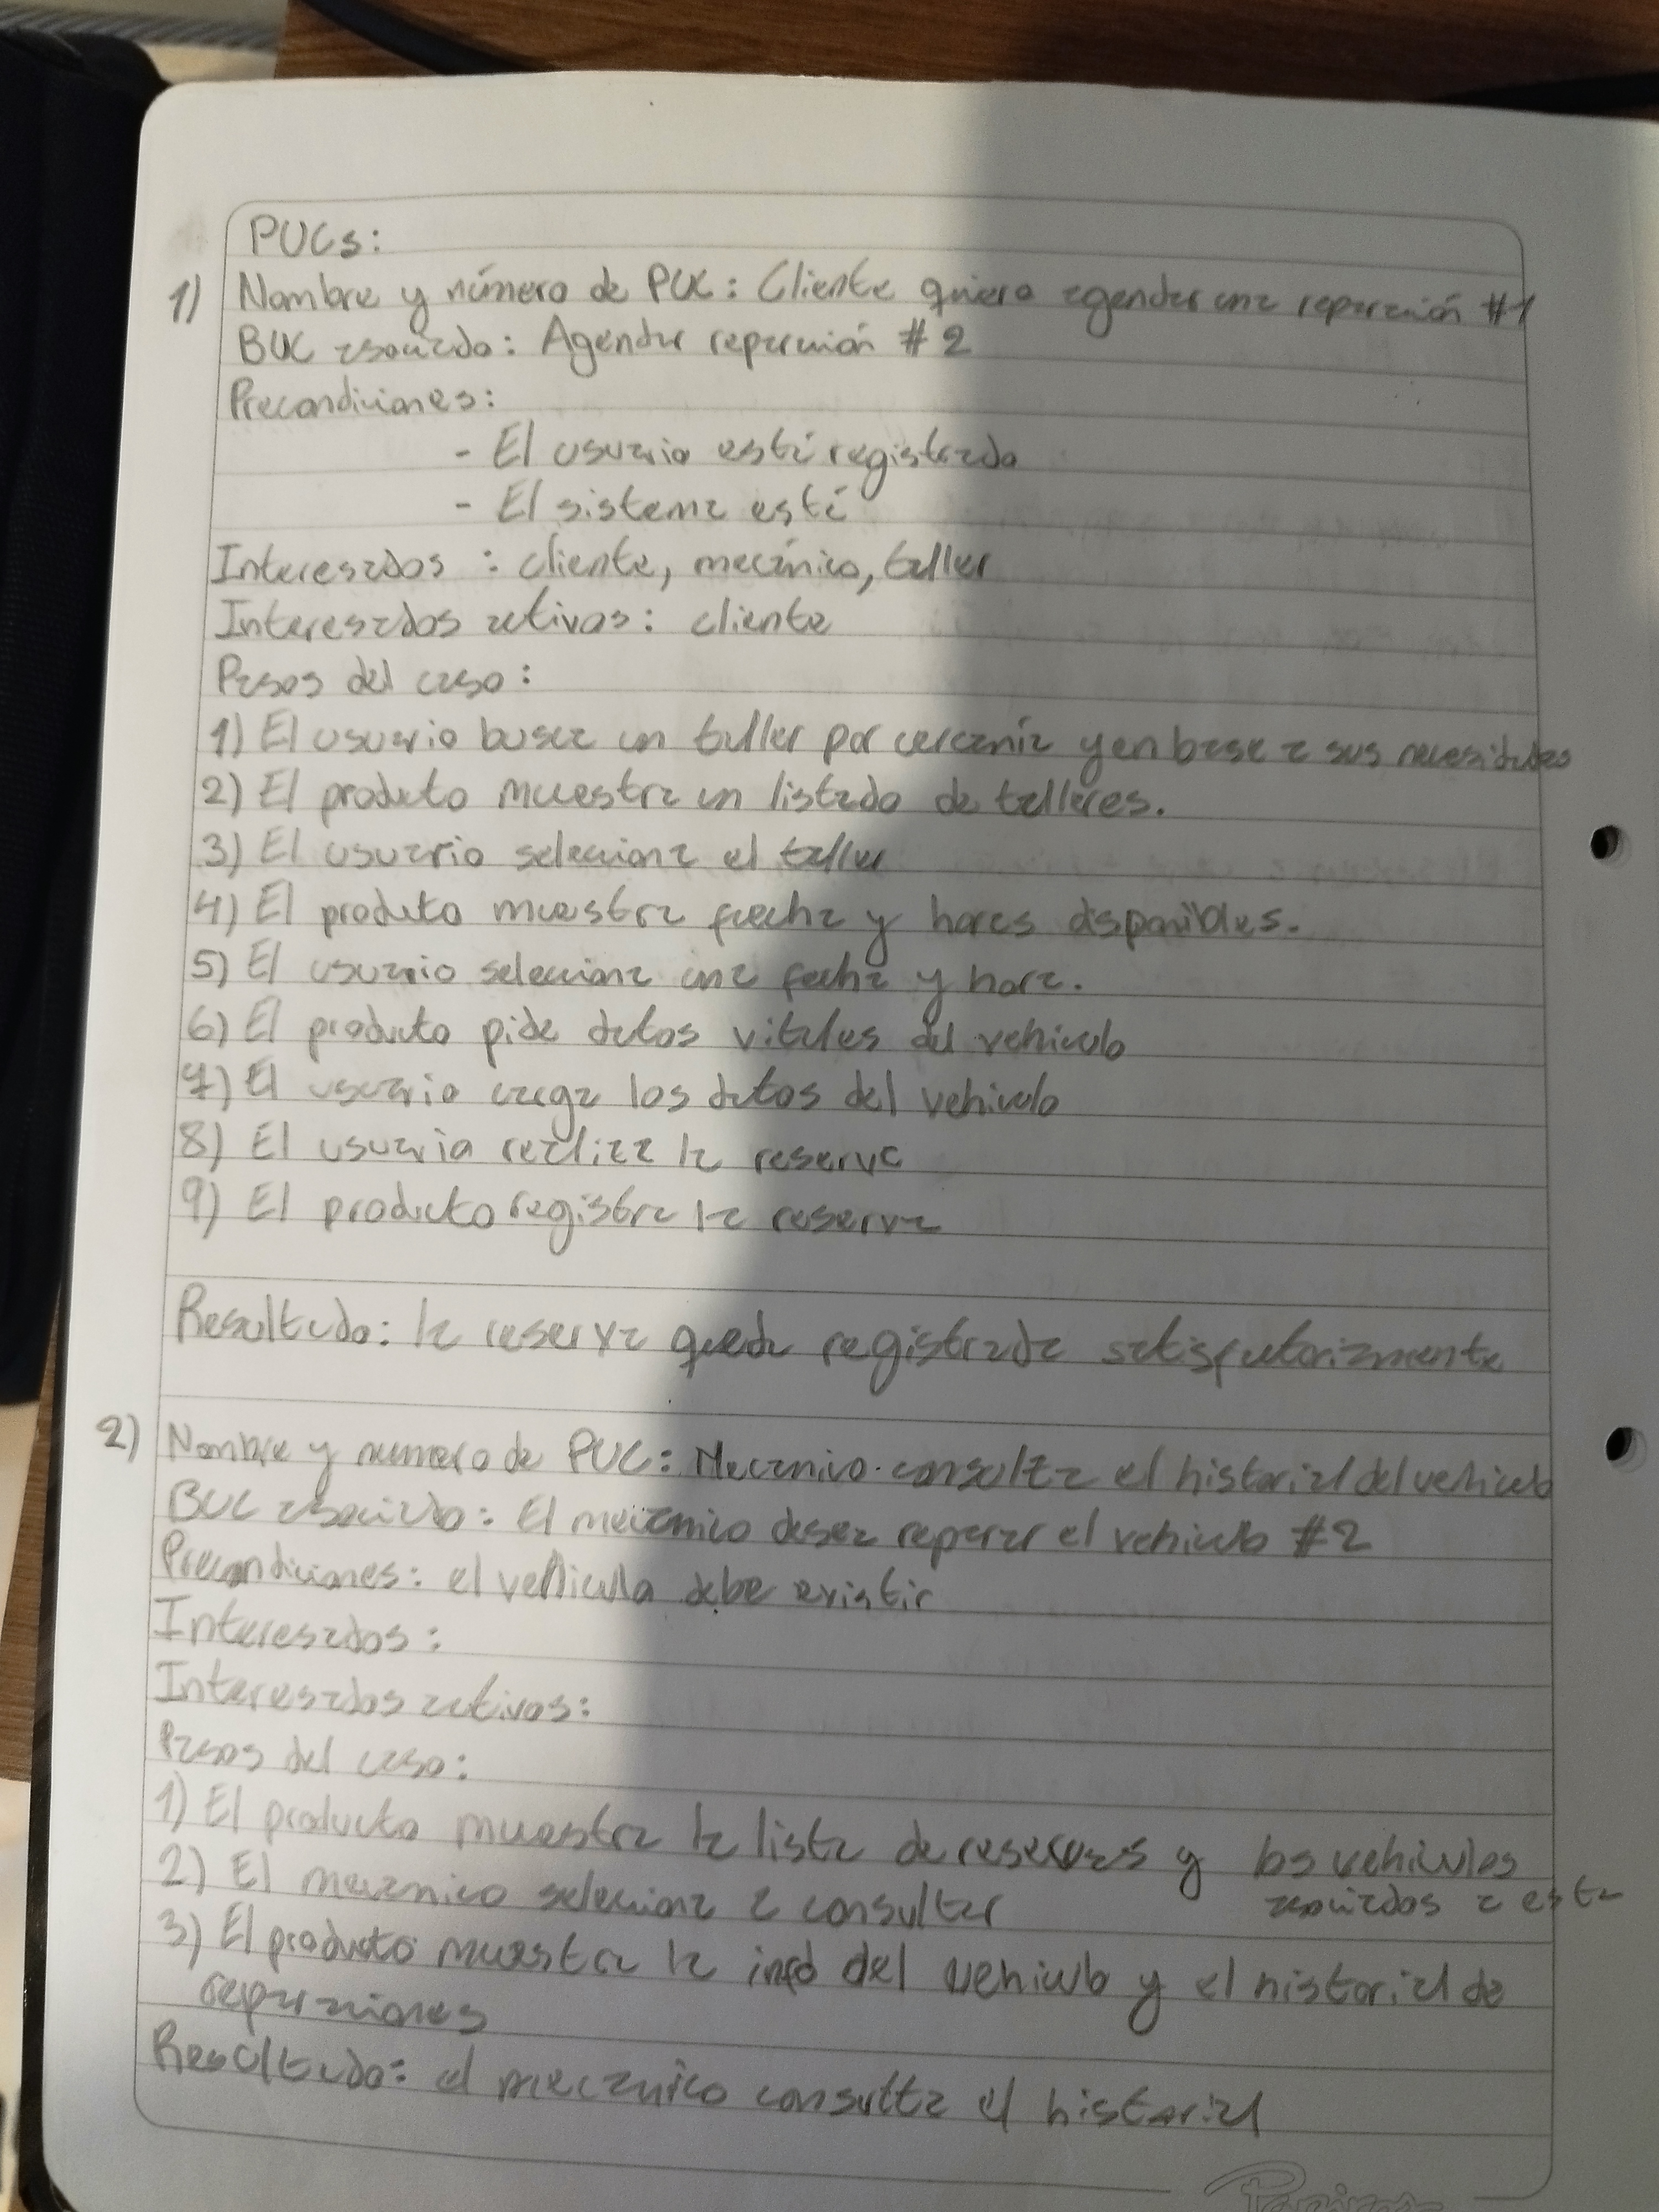 PUCs:
1) Nombre y número de PUC: Cliente quiere agendar una reparación #1
BUC asociado: Agendar reparación #2
Precondiciones:
- El usuario está registrado
- El sistema está
Interesados : cliente, mecánico, taller
Interesados activos: cliente
Pasos del caso:
1) El usuario busca un taller por cercanía y en base a sus necesidades
2) El producto muestra un listado de talleres.
3) El usuario selecciona el taller
4) El producto muestra fecha y horas disponibles.
5) El usuario selecciona una fecha y hora.
6) El producto pide datos vitales del vehiculo
7) El usuario carga los datos del vehiculo
8) El usuario realiza la reserva
9) El producto registra la reserva
Resultado: la reserva queda registrada satisfactoriamente
2) Nombre y numero de PUC: Mecanico consulta el historial del vehiculo
BUC asociado: El mecánico desea reparar el vehiculo #2
Precondiciones: el vehiculo debe existir
Interesados:
Interesados activos:
Pasos del caso:
1) El producto muestra la lista de reservas y los vehiculos
asociados a esta
2) El mecanico selecciona a consultar
3) El producto muestra la info del vehiculo y el historial de
reparaciones
Resultado: el mecanico consulta el historial